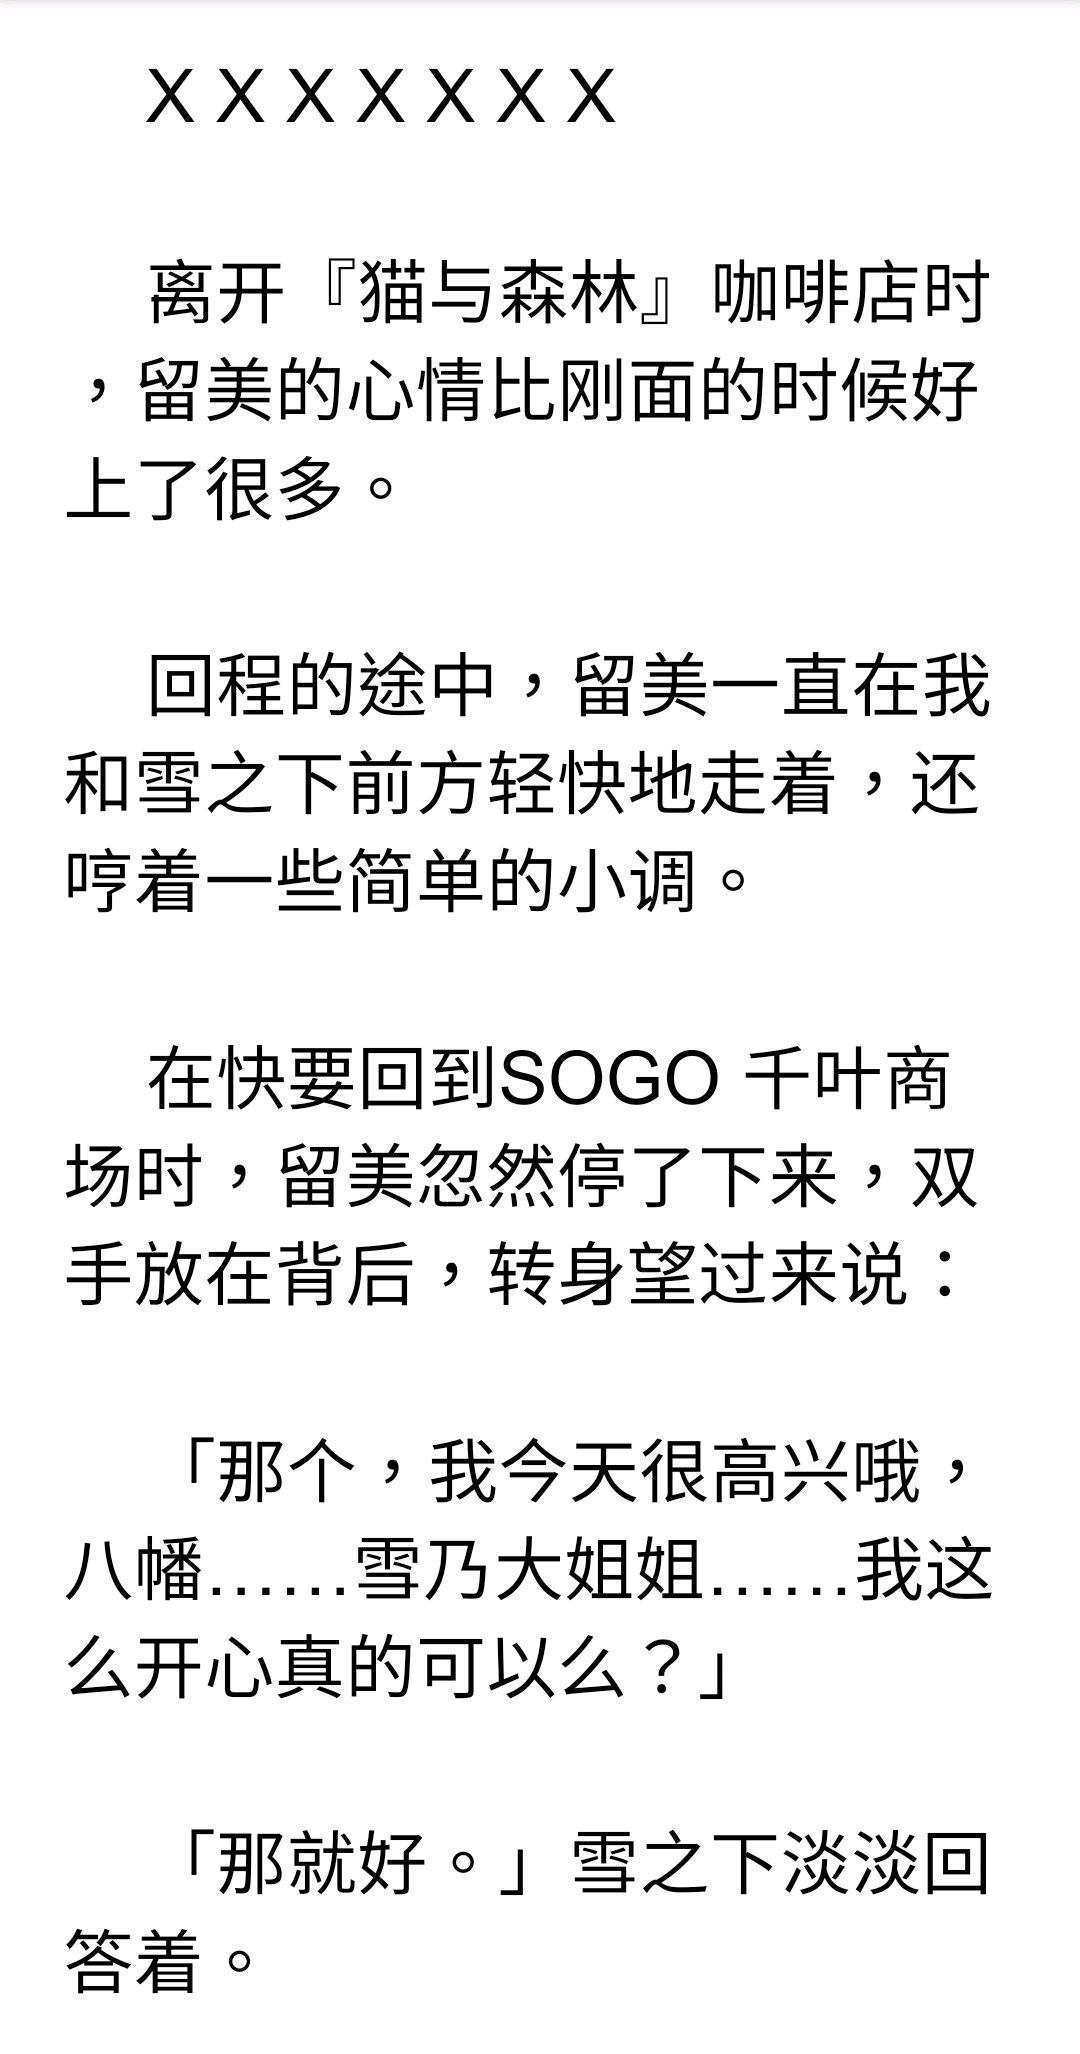 X X X X X X X
离开『猫与森林』咖啡店时
，留美的心情比刚面的时候好
上了很多。
回程的途中，留美一直在我
和雪之下前方轻快地走着，还
哼着一些简单的小调。
在快要回到SOGO 千叶商
场时，留美忽然停了下来，双
手放在背后，转身望过来说：
「那个，我今天很高兴哦，
八幡……雪乃大姐姐……我这
么开心真的可以么？」
「那就好。」雪之下淡淡回
答着。